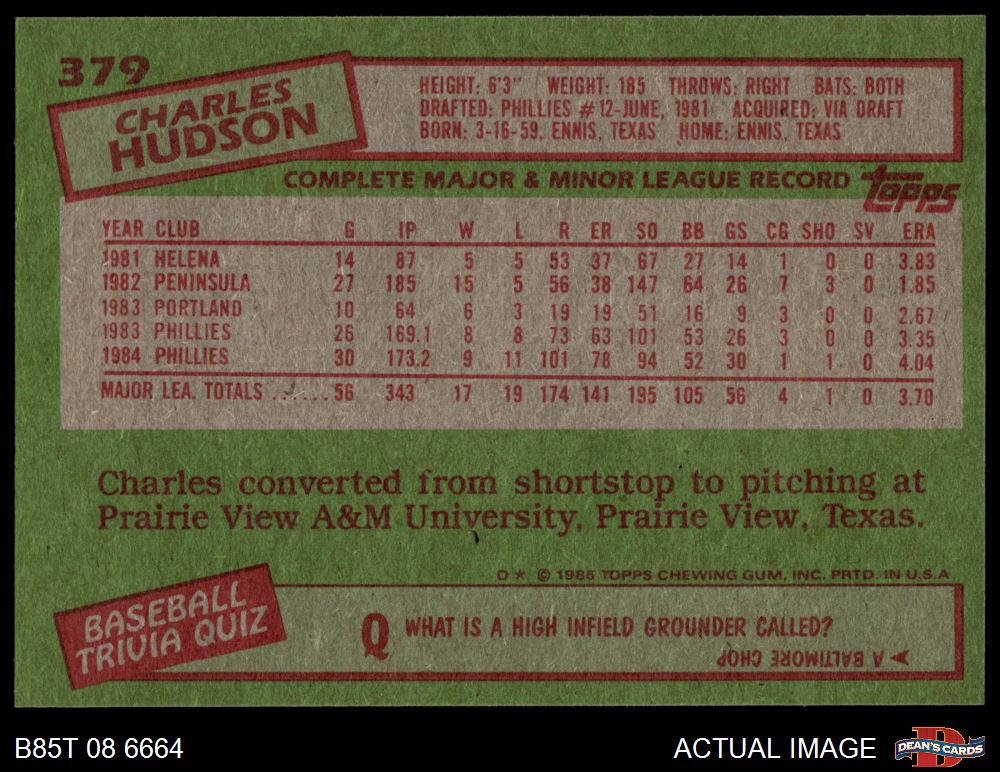 379
CHARLES
HUDSON
HEIGHT: 6'3" WEIGHT: 185 THROWS: RIGHT BATS: BOTH
DRAFTED: PHILLIES #12-JUNE, 1981 ACQUIRED: VIA DRAFT
BORN: 3-16-59, ENNIS, TEXAS HOME: ENNIS, TEXAS
COMPLETE MAJOR & MINOR LEAGUE RECORD topps
YEAR CLUB G IP W L R ER SO BB GS CG SHO SV ERA
1981 HELENA 14 87 5 5 53 37 67 27 14 1 0 0 3.83
1982 PENINSULA 27 185 15 5 56 38 147 64 26 7 3 0 1.85
1983 PORTLAND 10 64 6 3 19 19 51 16 9 3 0 0 2.67
1983 PHILLIES 26 169.1 8 8 73 63 101 53 26 3 0 0 3.35
1984 PHILLIES 30 173.2 9 11 101 78 94 52 30 1 1 0 4.04
MAJOR LEA. TOTALS ...... 56 343 17 19 174 141 195 105 56 4 1 0 3.70
Charles converted from shortstop to pitching at
Prairie View A&M University, Prairie View, Texas.
D* © 1985 TOPPS CHEWING GUM, INC. PRTD. IN U.S.A
BASEBALL
TRIVIA QUIZ
Q WHAT IS A HIGH INFIELD GROUNDER CALLED?
A BALTIMORE CHOP
B85T 08 6664
ACTUAL IMAGE
D
DEAN'S CARDS